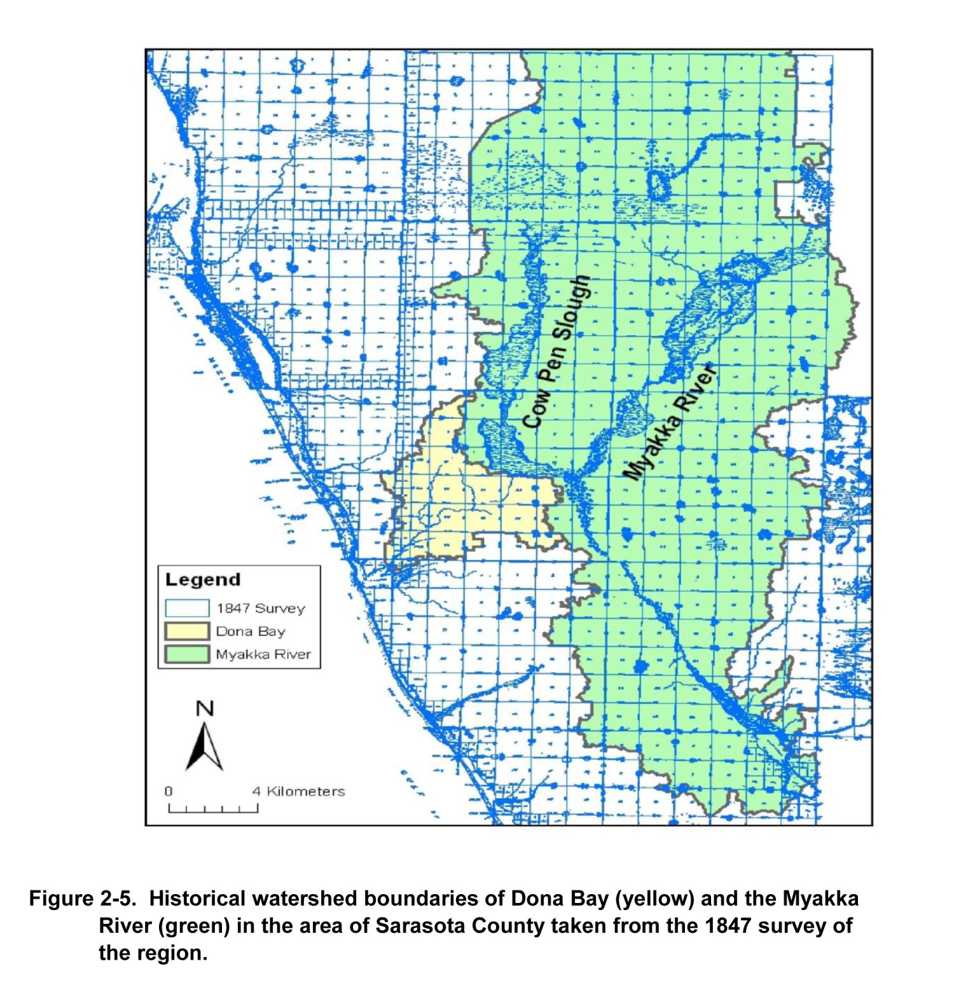 Cow Pen Slough
Myakka River
Legend
1847 Survey
Dona Bay
Myakka River
N
0 4 Kilometers
Figure 2-5. Historical watershed boundaries of Dona Bay (yellow) and the Myakka
River (green) in the area of Sarasota County taken from the 1847 survey of
the region.